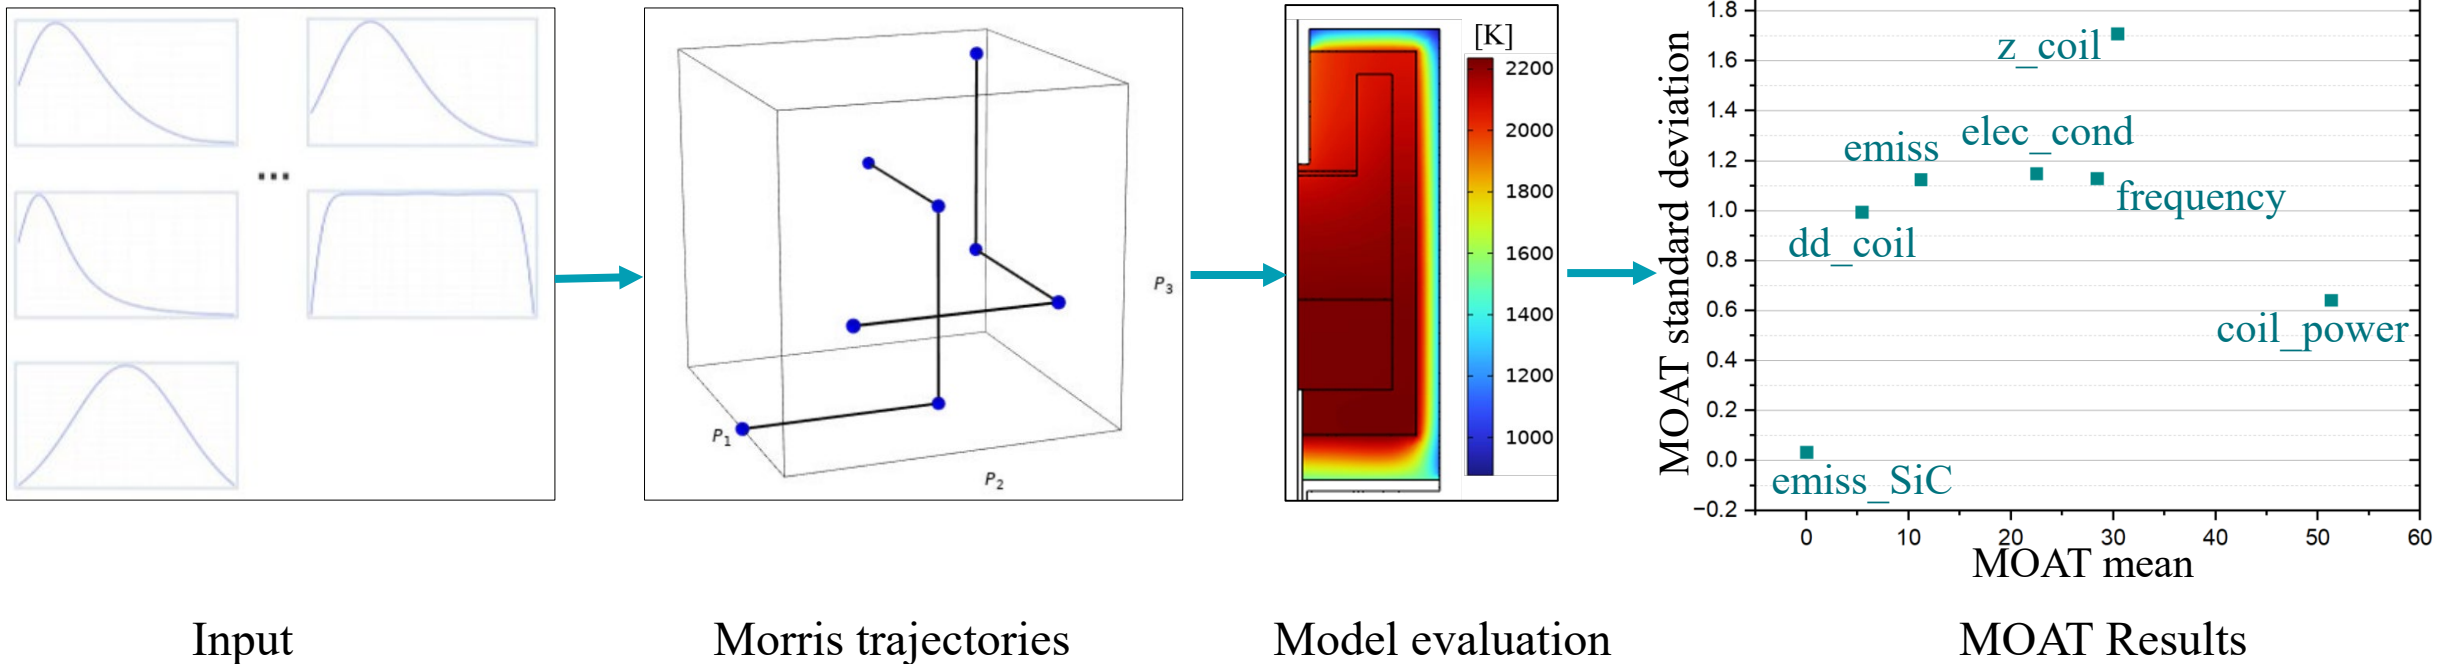 ...
P1
P2
P3
[K]
2200
2000
1800
1600
1400
1200
1000
MOAT standard deviation
1.8
1.6
1.4
1.2
1.0
0.8
0.6
0.4
0.2
0.0
−0.2
z_coil
elec_cond
emiss
frequency
dd_coil
coil_power
emiss_SiC
0 10 20 30 40 50 60
MOAT mean
Input
Morris trajectories
Model evaluation
MOAT Results